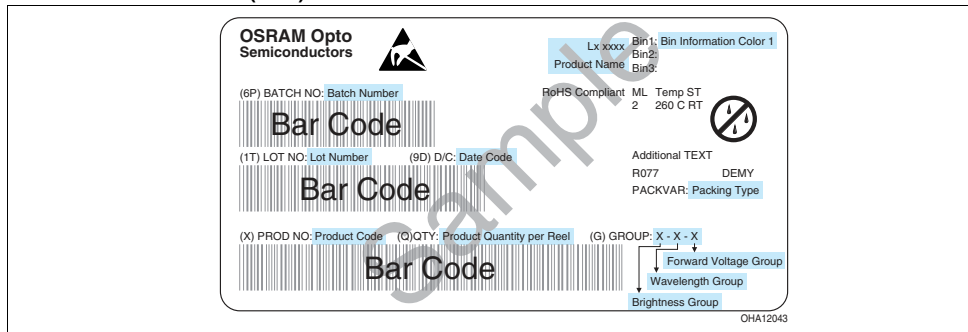 OSRAM Opto
Semiconductors
Lx xxxx
Product Name
Bin1: Bin Information Color 1
Bin2:
Bin3:
(6P) BATCH NO: Batch Number
Bar Code
RoHS Compliant
ML Temp ST
2 260 C RT
(1T) LOT NO: Lot Number (9D) D/C: Date Code
Bar Code
Additional TEXT
R077 DEMY
PACKVAR: Packing Type
(X) PROD NO: Product Code (Q)QTY: Product Quantity per Reel (G) GROUP: X - X - X
Bar Code
Forward Voltage Group
Wavelength Group
Brightness Group
Sample
OHA12043